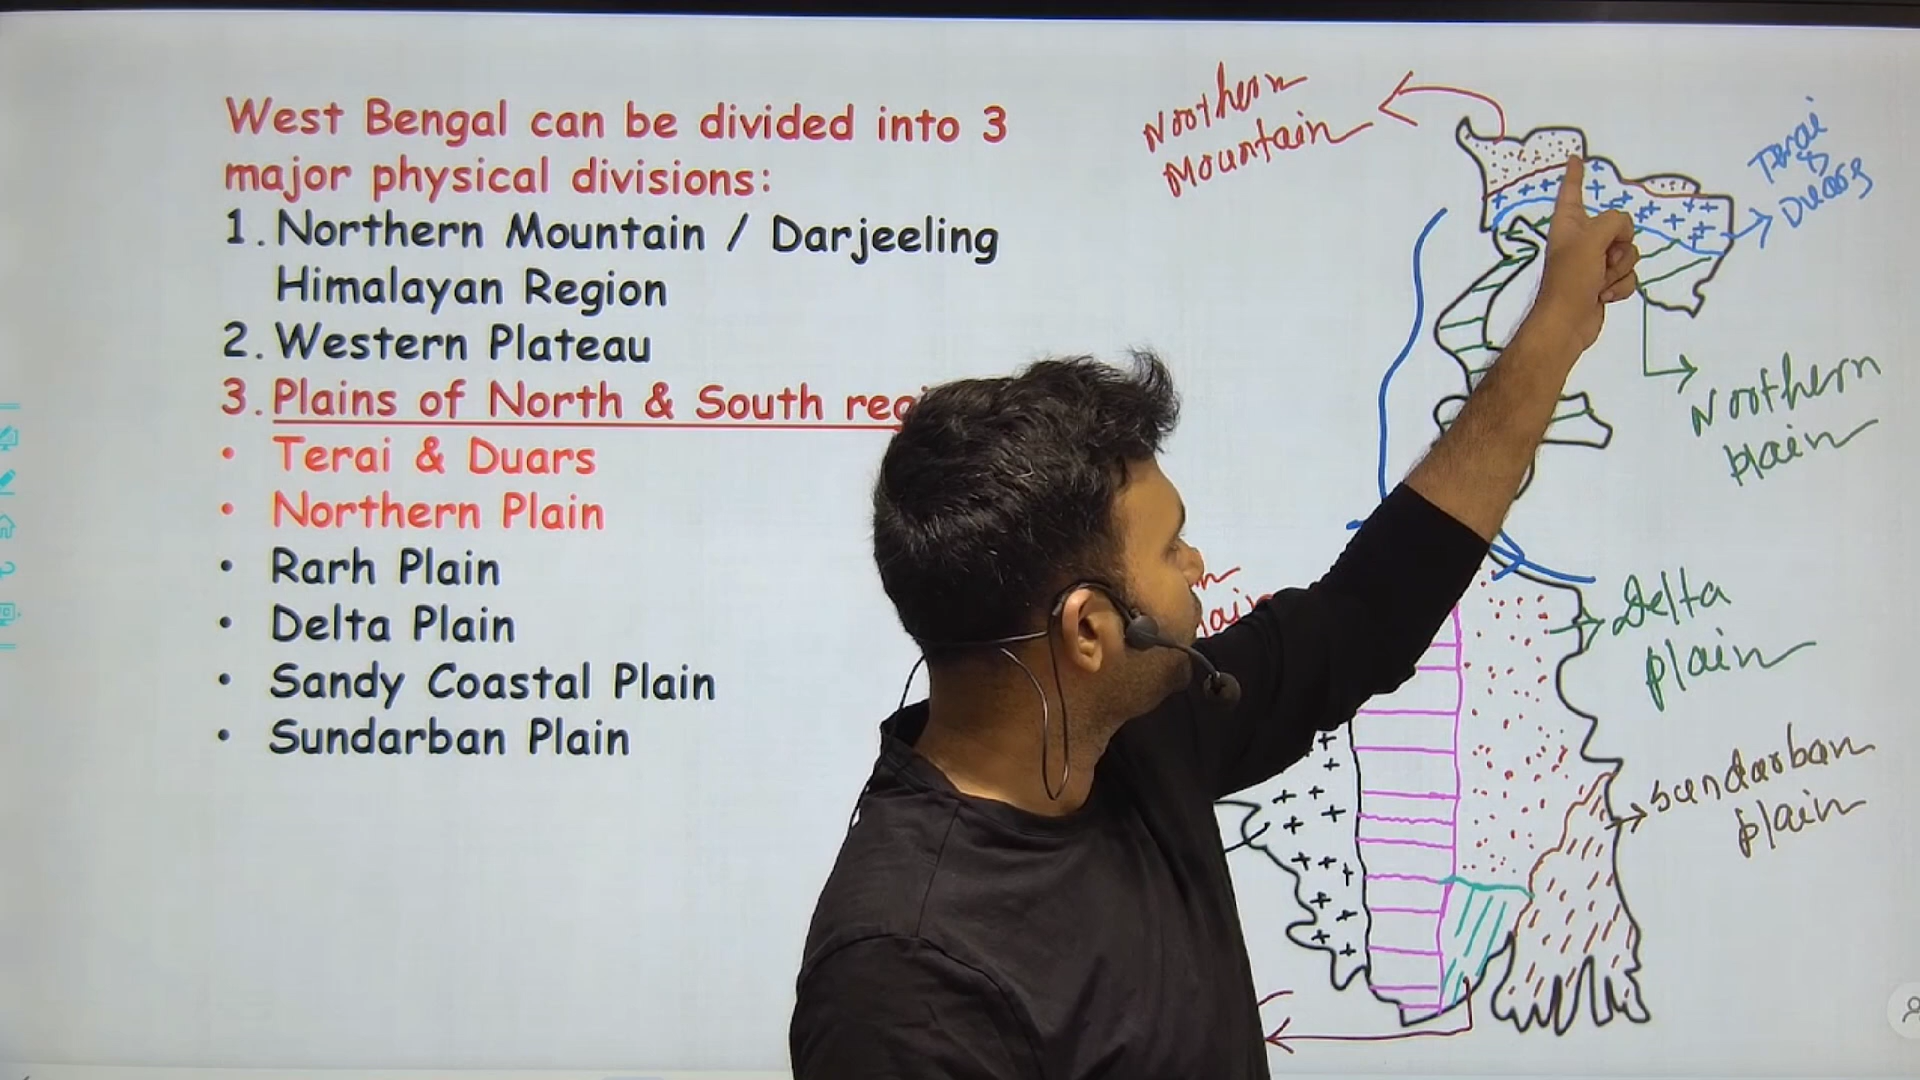 West Bengal can be divided into 3
major physical divisions:
1. Northern Mountain / Darjeeling
Himalayan Region
2. Western Plateau
3. Plains of North & South
• Terai & Duars
• Northern Plain
• Rarh Plain
• Delta Plain
• Sandy Coastal Plain
• Sundarban Plain
Noothern
Mountain
Terai
&
Duars
Noothern
plain
Delta
plain
sundarban
plain